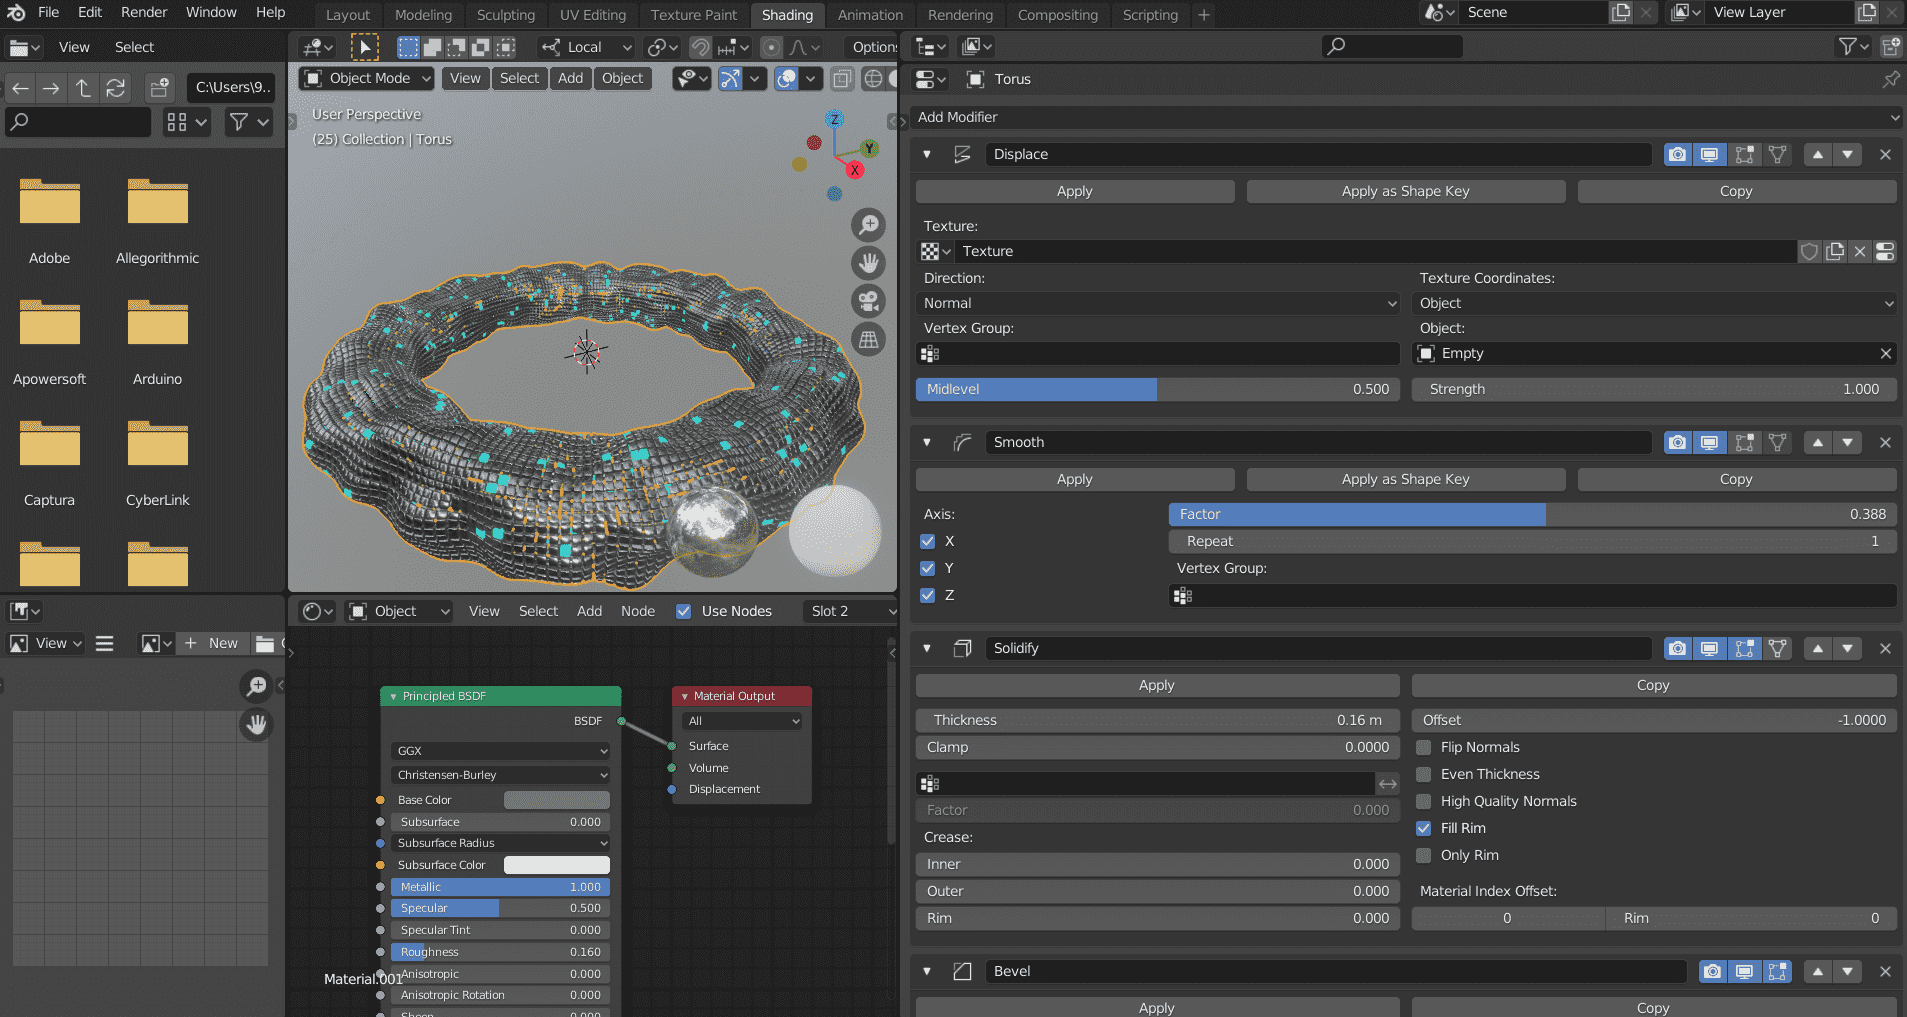 File Edit Render Window Help
Layout Modeling Sculpting UV Editing Texture Paint Shading Animation Rendering Compositing Scripting +
Scene
View Layer
View Select
C:\Users\9..
Adobe
Allegorithmic
Apowersoft
Arduino
Captura
CyberLink
View
+ New
Local
Options
Object Mode View Select Add Object
User Perspective
(25) Collection | Torus
Z
Y
X
Object View Select Add Node Use Nodes Slot 2
Principled BSDF
BSDF
GGX
Christensen-Burley
Base Color
Subsurface 0.000
Subsurface Radius
Subsurface Color
Metallic 1.000
Specular 0.500
Specular Tint 0.000
Roughness 0.160
Anisotropic 0.000
Anisotropic Rotation 0.000
Sheen 0.000
Material.001
Material Output
All
Surface
Volume
Displacement
Torus
Add Modifier
Displace
Apply Apply as Shape Key Copy
Texture:
Texture
Direction: Texture Coordinates:
Normal Object
Vertex Group: Object:
Empty
Midlevel 0.500 Strength 1.000
Smooth
Apply Apply as Shape Key Copy
Axis: Factor 0.388
X Repeat 1
Y Vertex Group:
Z
Solidify
Apply Copy
Thickness 0.16 m Offset -1.0000
Clamp 0.0000 Flip Normals
Even Thickness
High Quality Normals
Factor 0.000
Fill Rim
Crease:
Only Rim
Inner 0.000
Outer 0.000 Material Index Offset:
Rim 0.000 0 Rim 0
Bevel
Apply Copy